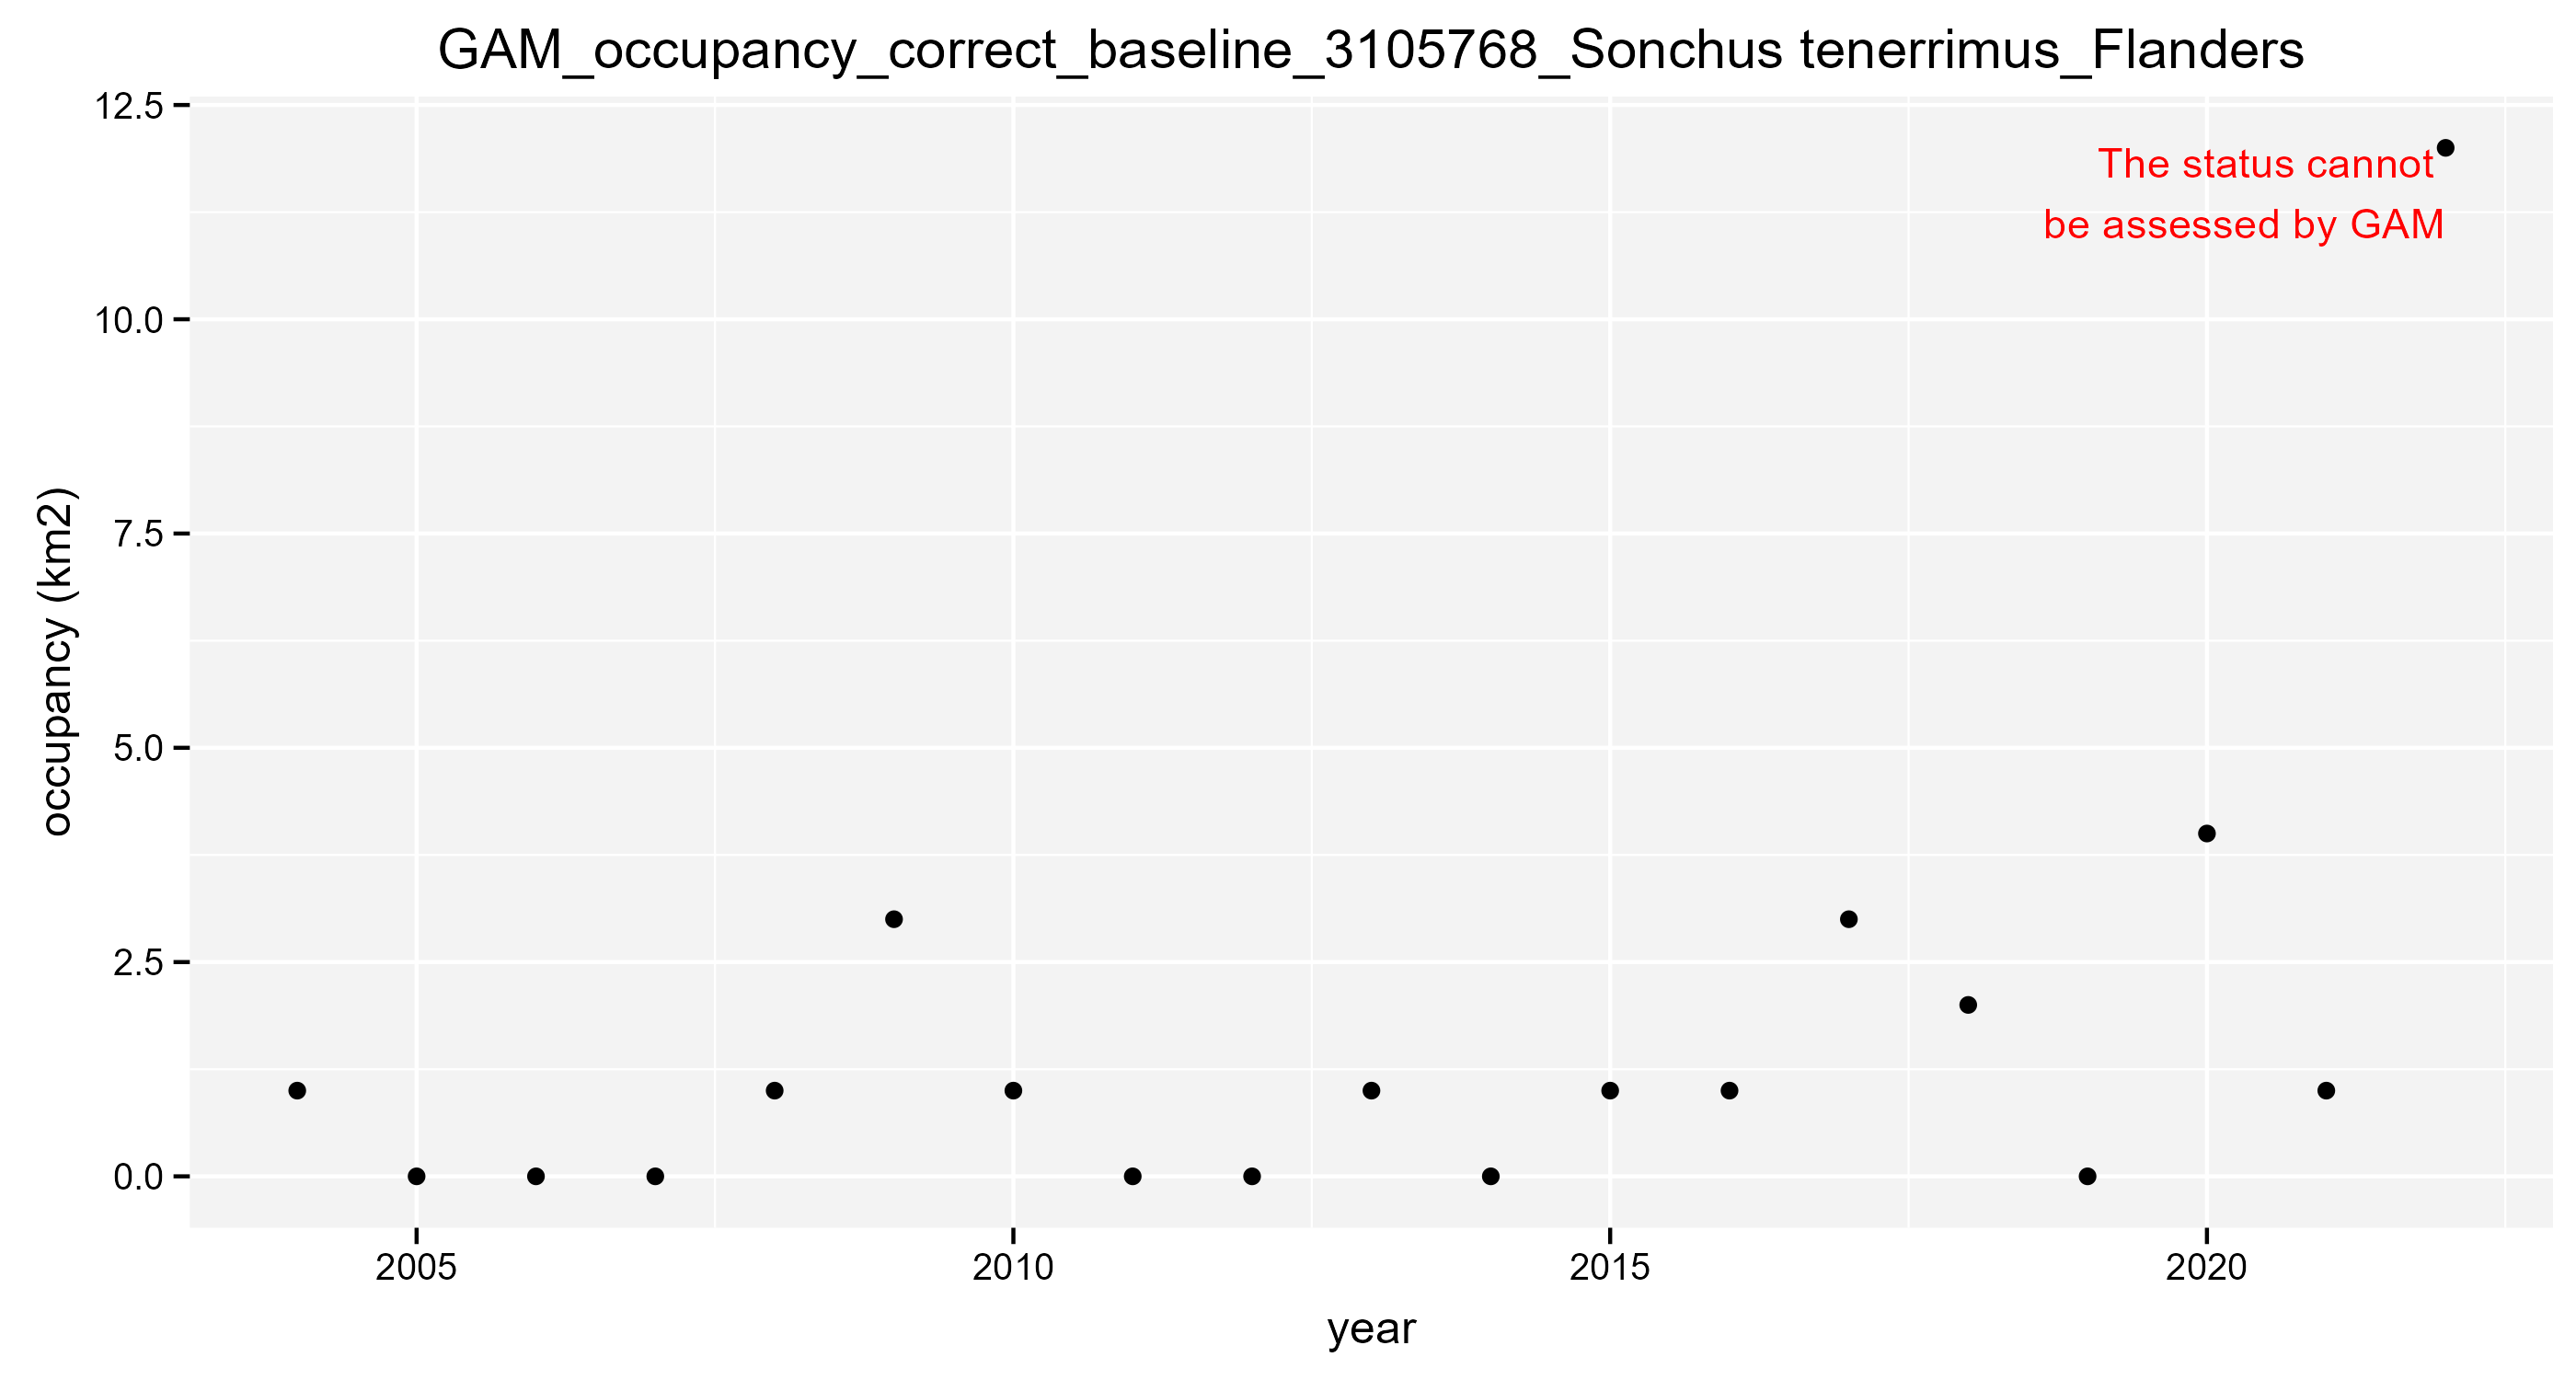 GAM_occupancy_correct_baseline_3105768_Sonchus tenerrimus_Flanders
12.5
The status cannot
be assessed by GAM
10.0
7.5
occupancy (km2)
5.0
2.5
0.0
2005 2010 2015 2020
year